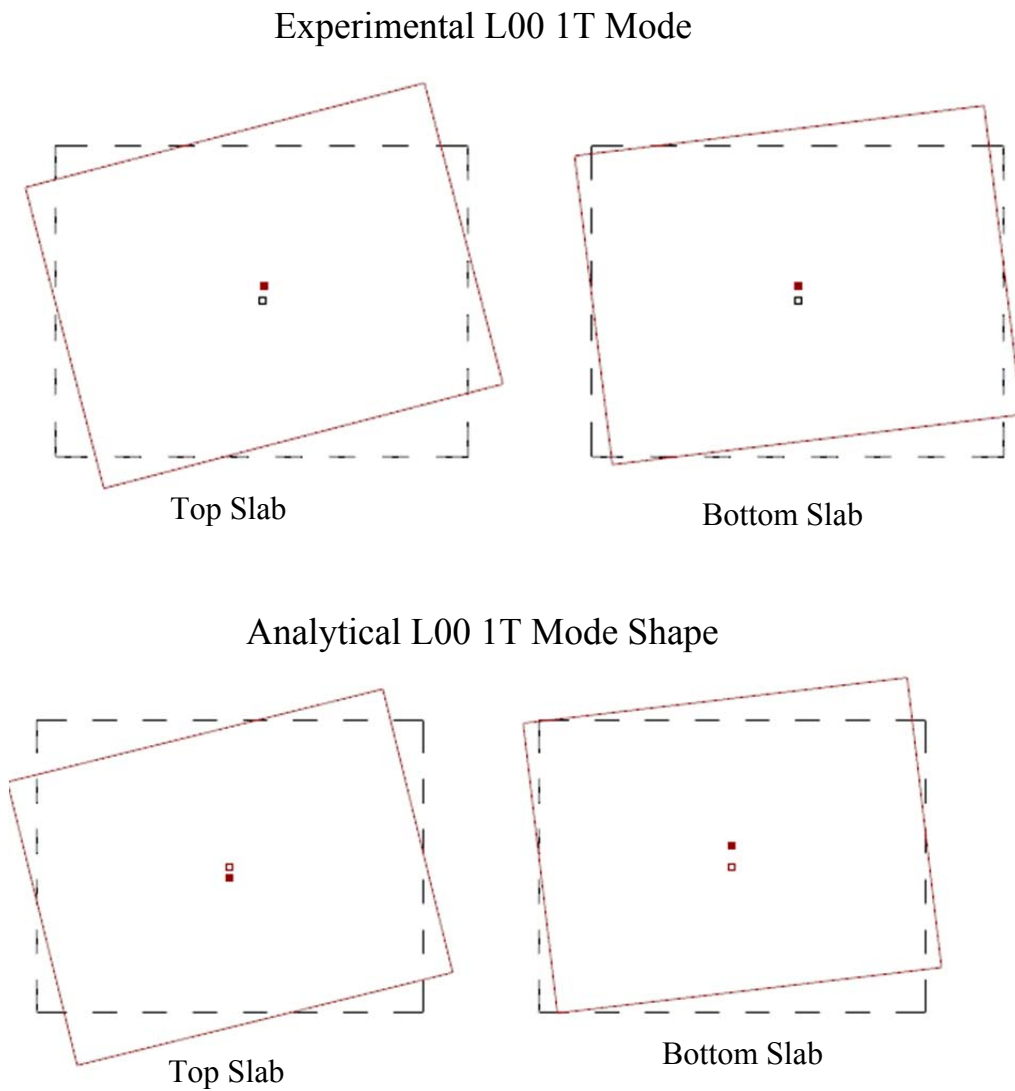 Experimental L00 1T Mode
Top Slab
Bottom Slab
Analytical L00 1T Mode Shape
Top Slab
Bottom Slab